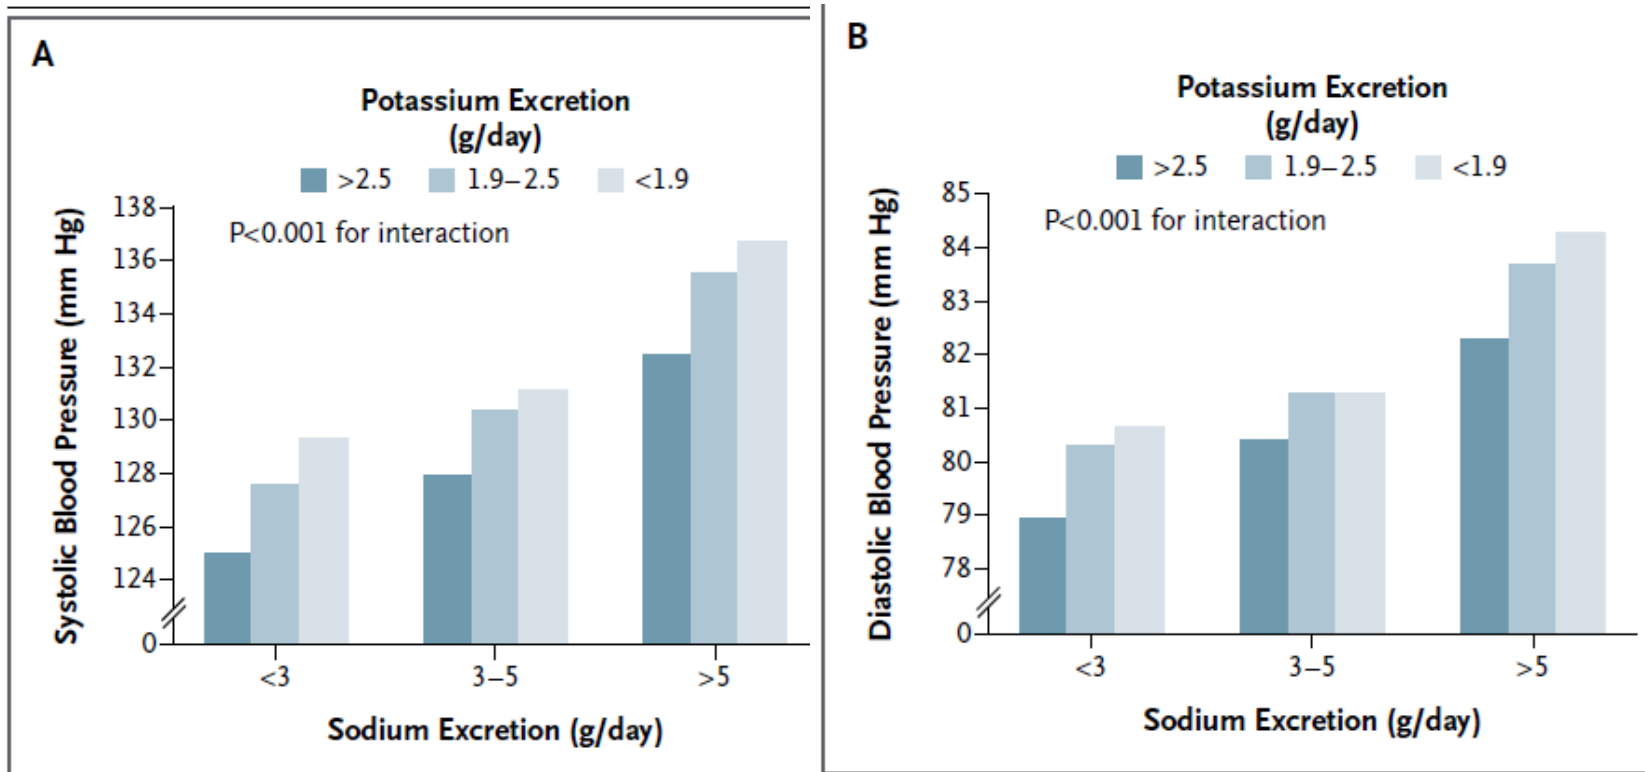 A
Potassium Excretion
(g/day)
>2.5 1.9–2.5 <1.9
P<0.001 for interaction
Systolic Blood Pressure (mm Hg)
138
136
134
132
130
128
126
124
0
<3 3–5 >5
Sodium Excretion (g/day)
B
Potassium Excretion
(g/day)
>2.5 1.9–2.5 <1.9
P<0.001 for interaction
Diastolic Blood Pressure (mm Hg)
85
84
83
82
81
80
79
78
0
<3 3–5 >5
Sodium Excretion (g/day)